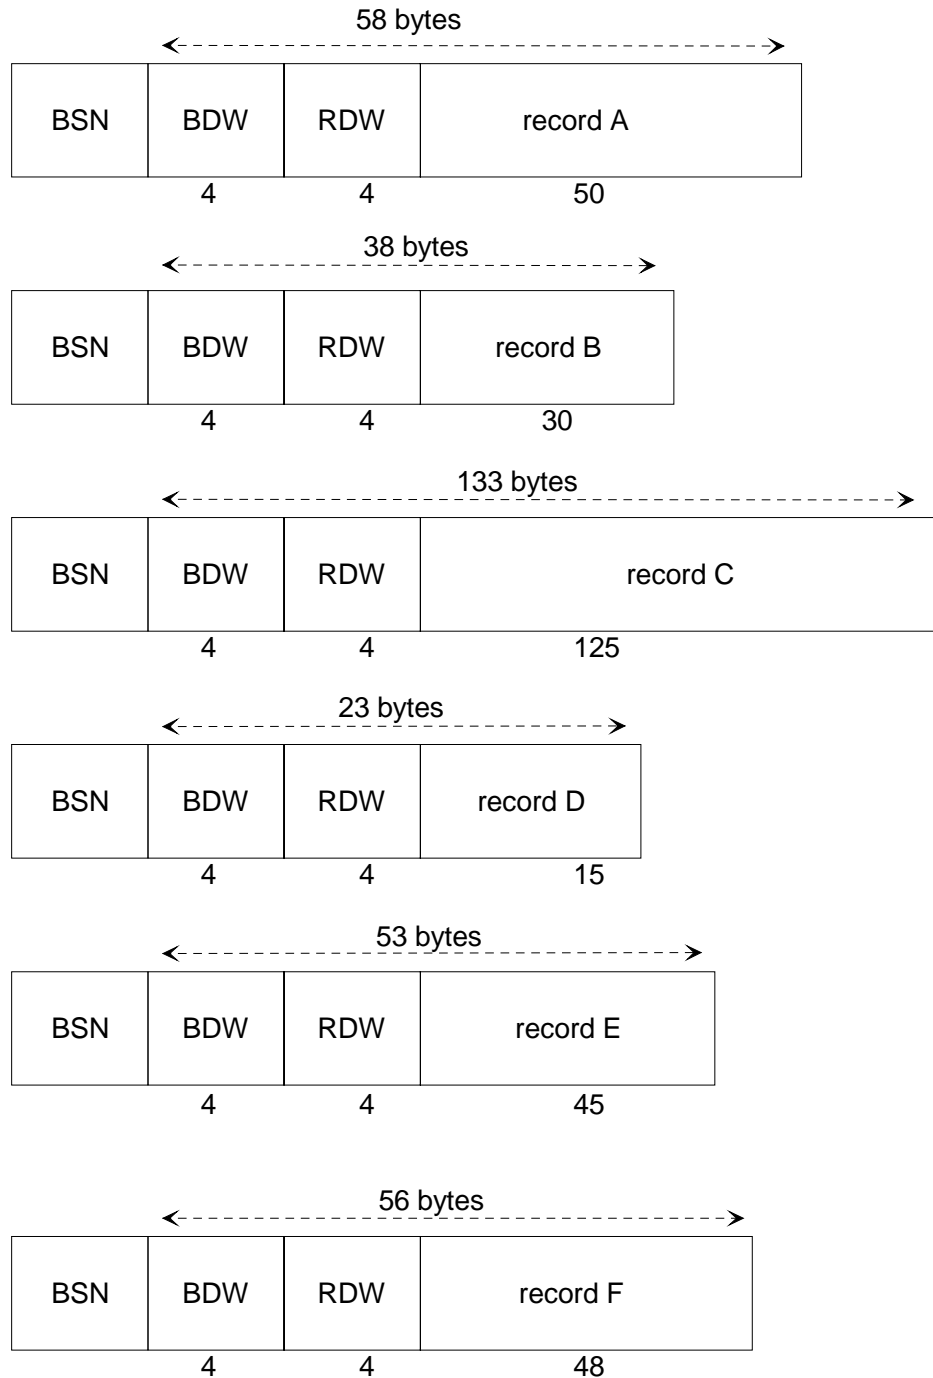 58 bytes
BSN BDW RDW record A
4 4 50
38 bytes
BSN BDW RDW record B
4 4 30
133 bytes
BSN BDW RDW record C
4 4 125
23 bytes
BSN BDW RDW record D
4 4 15
53 bytes
BSN BDW RDW record E
4 4 45
56 bytes
BSN BDW RDW record F
4 4 48